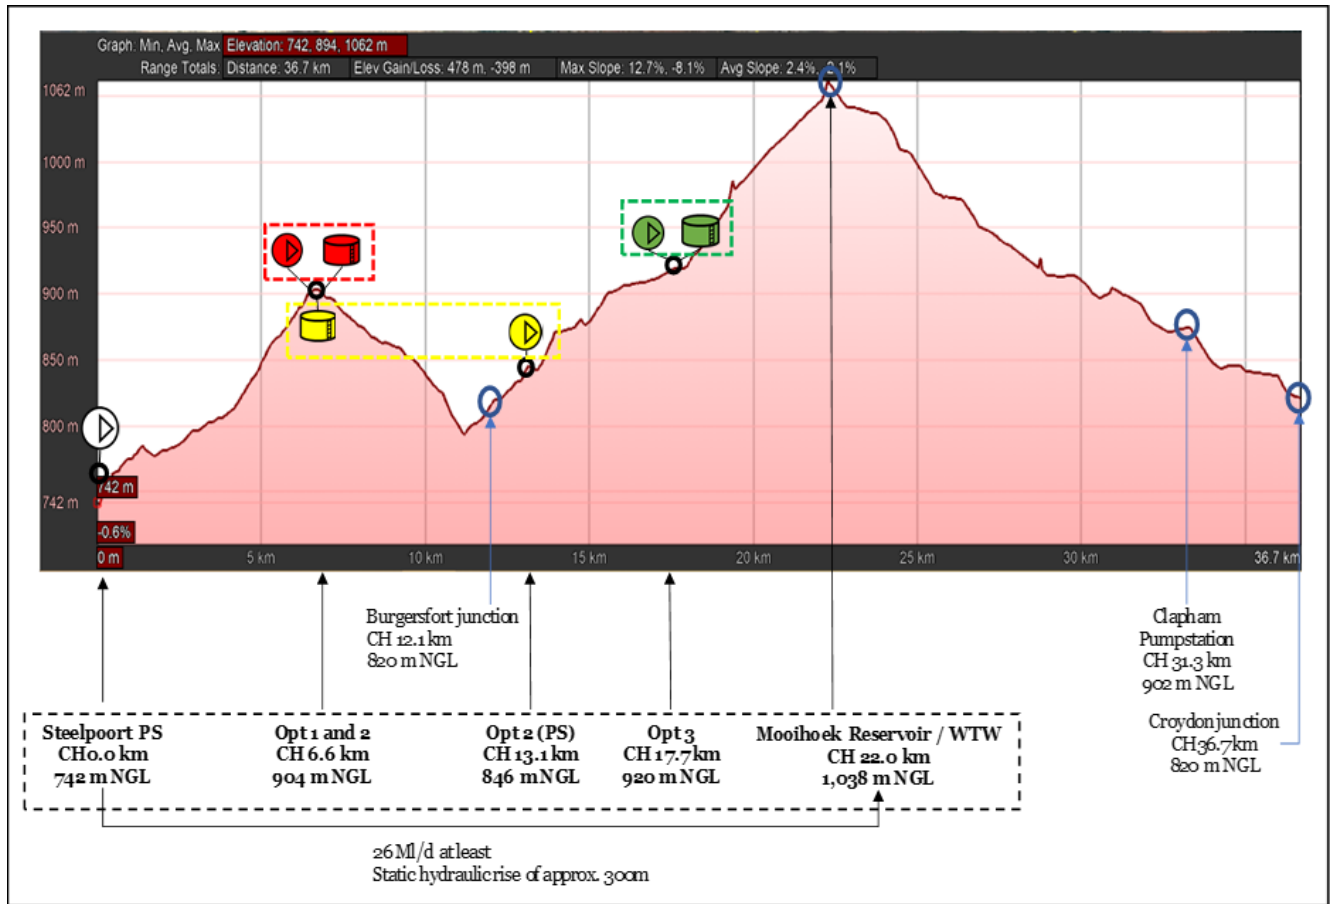 Graph: Min, Avg, Max Elevation: 742, 894, 1062 m
Range Totals: Distance: 36.7 km Elev Gain/Loss: 478 m, -398 m Max Slope: 12.7%, -8.1% Avg Slope: 2.4%, -2.1%
1062 m
1000 m
950 m
900 m
850 m
800 m
742 m
742 m
-0.6%
0 m 5 km 10 km 15 km 20 km 25 km 30 km 36.7 km
Burgersfort junction
CH 12.1 km
820 m NGL
Clapham
Pumpstation
CH 31.3 km
902 m NGL
Croydon junction
CH36.7km
820 m NGL
Steelpoort PS
CH0.0 km
742 m NGL
Opt 1 and 2
CH 6.6 km
904 m NGL
Opt 2 (PS)
CH 13.1 km
846 m NGL
Opt 3
CH 17.7km
920 m NGL
Mooihoek Reservoir / WTW
CH 22.0 km
1,038 m NGL
26 Ml/d at least
Static hydraulic rise of approx. 300m